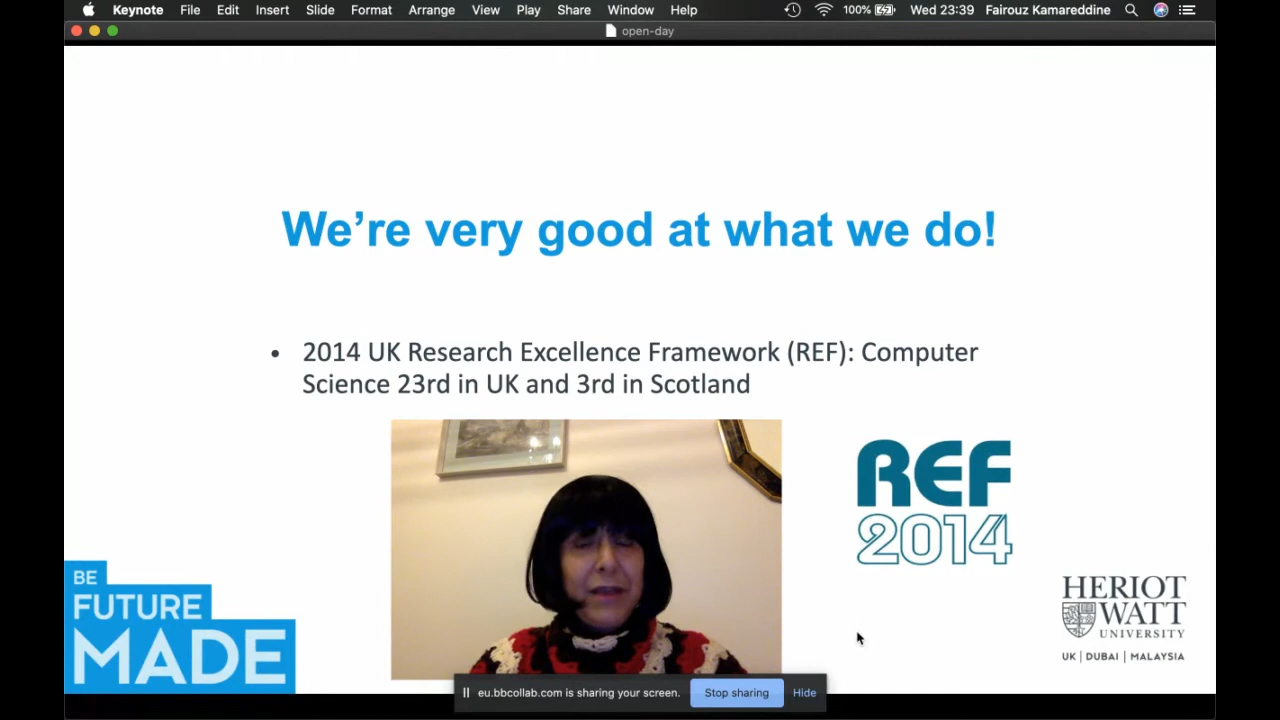 Keynote File Edit Insert Slide Format Arrange View Play Share Window Help 100% Wed 23:39 Fairouz Kamareddine
open-day
We're very good at what we do!
• 2014 UK Research Excellence Framework (REF): Computer
Science 23rd in UK and 3rd in Scotland
REF
2014
BE
FUTURE
MADE
HERIOT
WATT
UNIVERSITY
UK | DUBAI | MALAYSIA
eu.bbcollab.com is sharing your screen. Stop sharing Hide